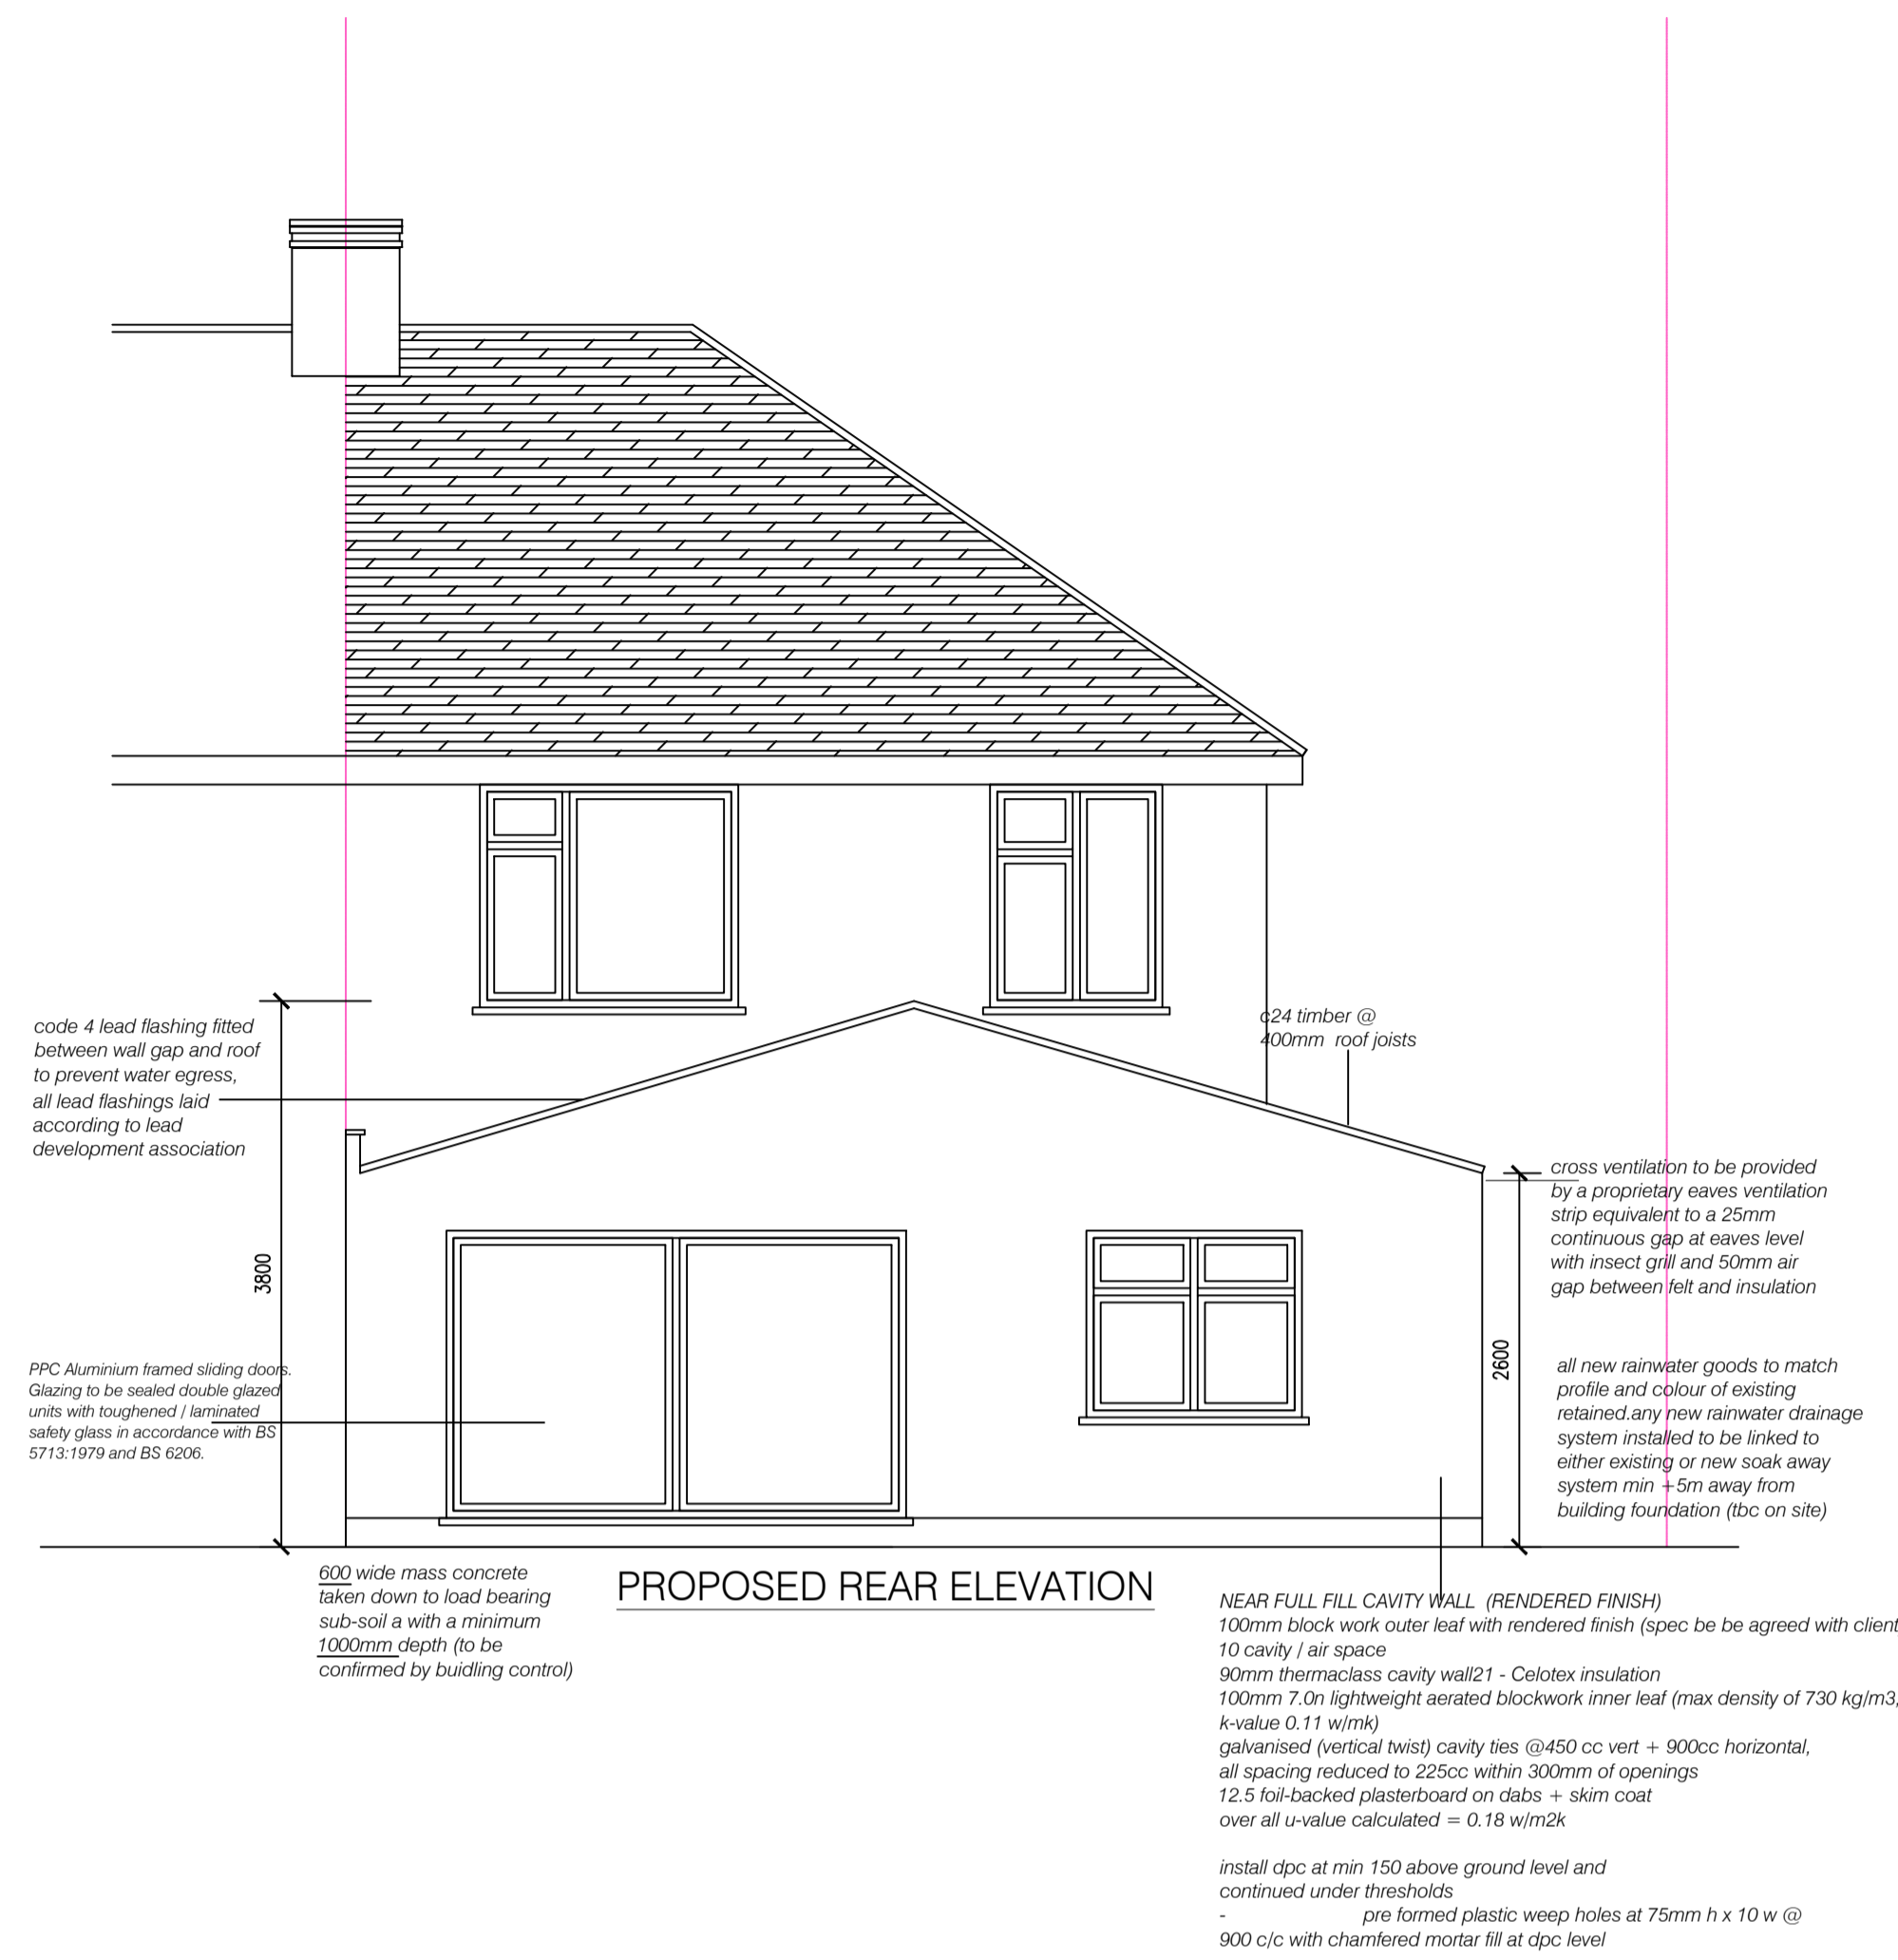 code 4 lead flashing fitted
between wall gap and roof
to prevent water egress,
all lead flashings laid
according to lead
development association
c24 timber @
400mm roof joists
cross ventilation to be provided
by a proprietary eaves ventilation
strip equivalent to a 25mm
continuous gap at eaves level
with insect grill and 50mm air
gap between felt and insulation
3800
2600
PPC Aluminium framed sliding doors.
Glazing to be sealed double glazed
units with toughened / laminated
safety glass in accordance with BS
5713:1979 and BS 6206.
all new rainwater goods to match
profile and colour of existing
retained.any new rainwater drainage
system installed to be linked to
either existing or new soak away
system min +5m away from
building foundation (tbc on site)
600 wide mass concrete
taken down to load bearing
sub-soil a with a minimum
1000mm depth (to be
confirmed by buidling control)
PROPOSED REAR ELEVATION
NEAR FULL FILL CAVITY WALL (RENDERED FINISH)
100mm block work outer leaf with rendered finish (spec be be agreed with client
10 cavity / air space
90mm thermaclass cavity wall21 - Celotex insulation
100mm 7.0n lightweight aerated blockwork inner leaf (max density of 730 kg/m3,
k-value 0.11 w/mk)
galvanised (vertical twist) cavity ties @450 cc vert + 900cc horizontal,
all spacing reduced to 225cc within 300mm of openings
12.5 foil-backed plasterboard on dabs + skim coat
over all u-value calculated = 0.18 w/m2k
install dpc at min 150 above ground level and
continued under thresholds
- pre formed plastic weep holes at 75mm h x 10 w @
900 c/c with chamfered mortar fill at dpc level